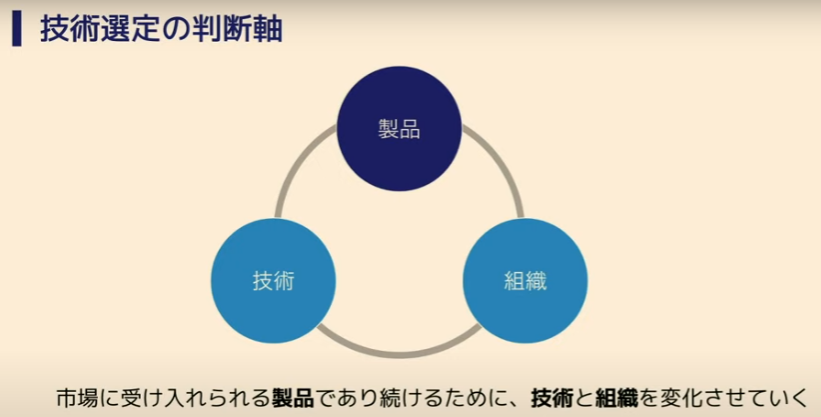 技術選定の判断軸
製品
技術
組織
市場に受け入れられる製品であり続けるために、技術と組織を変化させていく